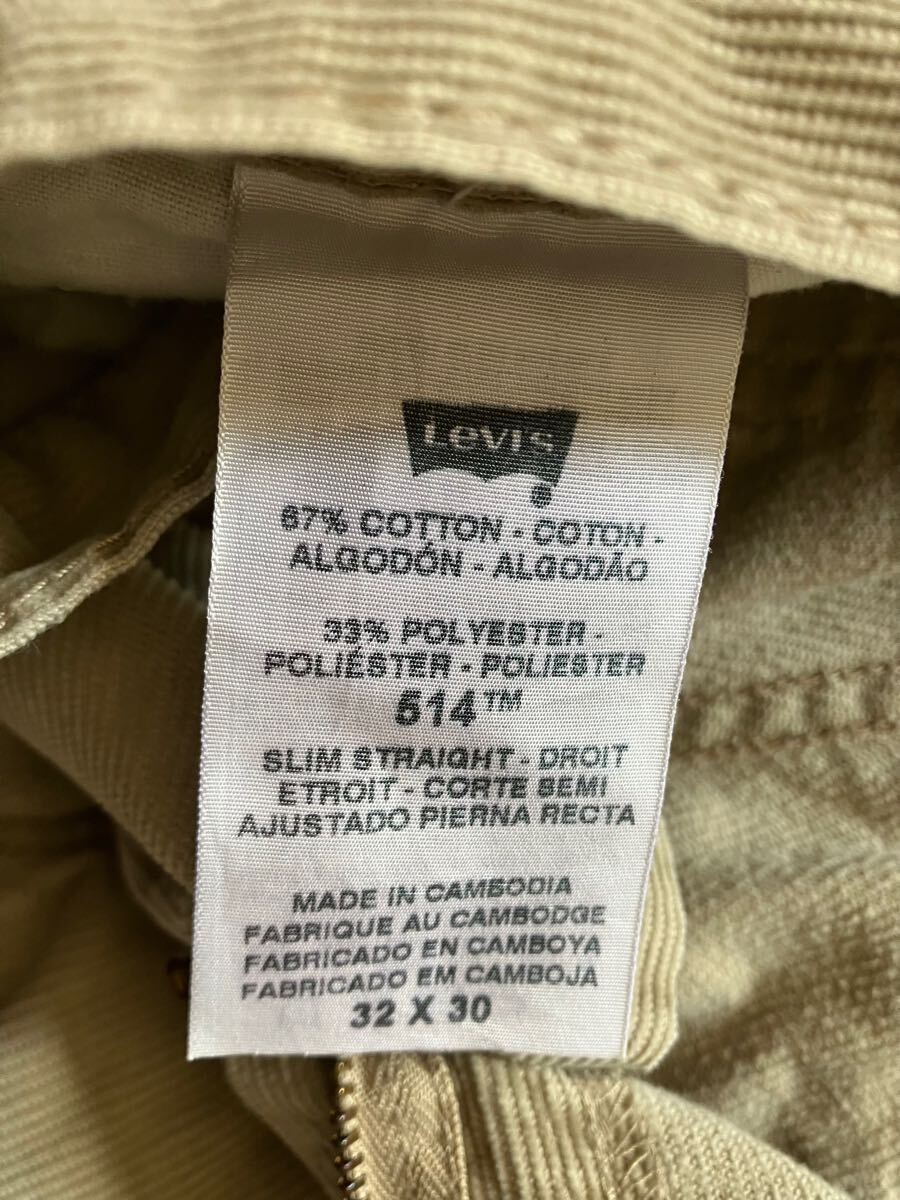 Levi's
67% COTTON - COTON -
ALGODÓN - ALGODÃO
33% POLYESTER -
POLIÉSTER - POLIESTER
514™
SLIM STRAIGHT - DROIT
ETROIT - CORTE SEMI
AJUSTADO PIERNA RECTA
MADE IN CAMBODIA
FABRIQUE AU CAMBODGE
FABRICADO EN CAMBOYA
FABRICADO EM CAMBOJA
32 X 30